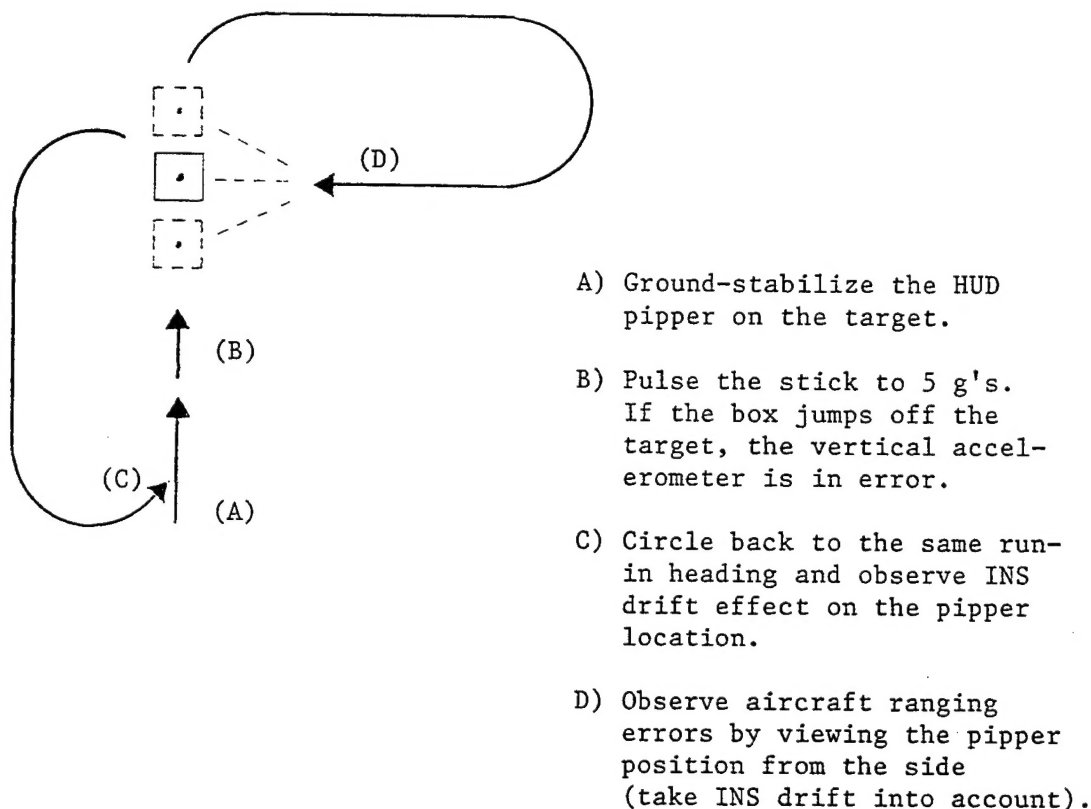 (D)
(B)
(C)
(A)
A) Ground-stabilize the HUD
pipper on the target.
B) Pulse the stick to 5 g's.
If the box jumps off the
target, the vertical accel-
erometer is in error.
C) Circle back to the same run-
in heading and observe INS
drift effect on the pipper
location.
D) Observe aircraft ranging
errors by viewing the pipper
position from the side
(take INS drift into account).